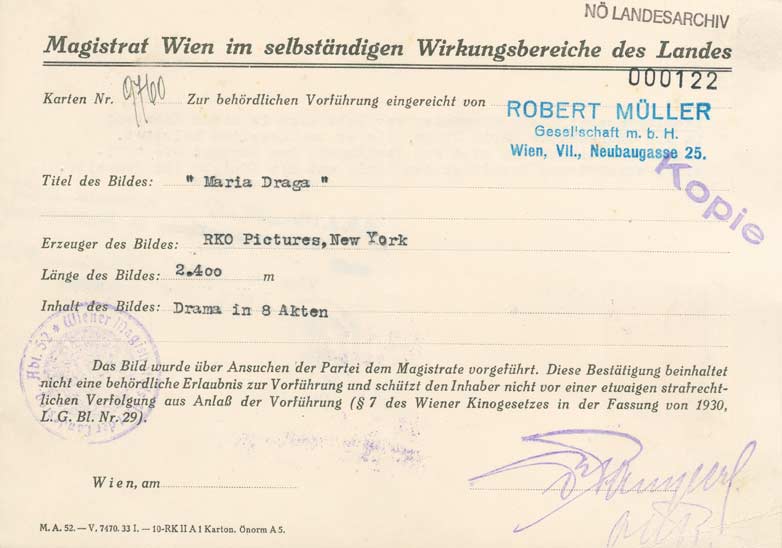 NÖ LANDESARCHIV
Magistrat Wien im selbständigen Wirkungsbereiche des Landes
000122
Karten Nr. 9760 Zur behördlichen Vorführung eingereicht von
ROBERT MÜLLER
Gesellschaft m. b. H.
Wien, VII., Neubaugasse 25.
Kopie
Titel des Bildes: "Maria Draga"
Erzeuger des Bildes: RKO Pictures, New York
Länge des Bildes: 2.400 m
Inhalt des Bildes: Drama in 8 Akten
Abt. 52 * Wiener
Das Bild wurde über Ansuchen der Partei dem Magistrate vorgeführt. Diese Bestätigung beinhaltet
nicht eine behördliche Erlaubnis zur Vorführung und schützt den Inhaber nicht vor einer etwaigen strafrecht-
lichen Verfolgung aus Anlaß der Vorführung (§ 7 des Wiener Kinogesetzes in der Fassung von 1930,
L. G. Bl. Nr. 29).
Wien, am
M. A. 52. — V. 7470. 33 I. — 10-RK II A 1 Karton. Önorm A 5.